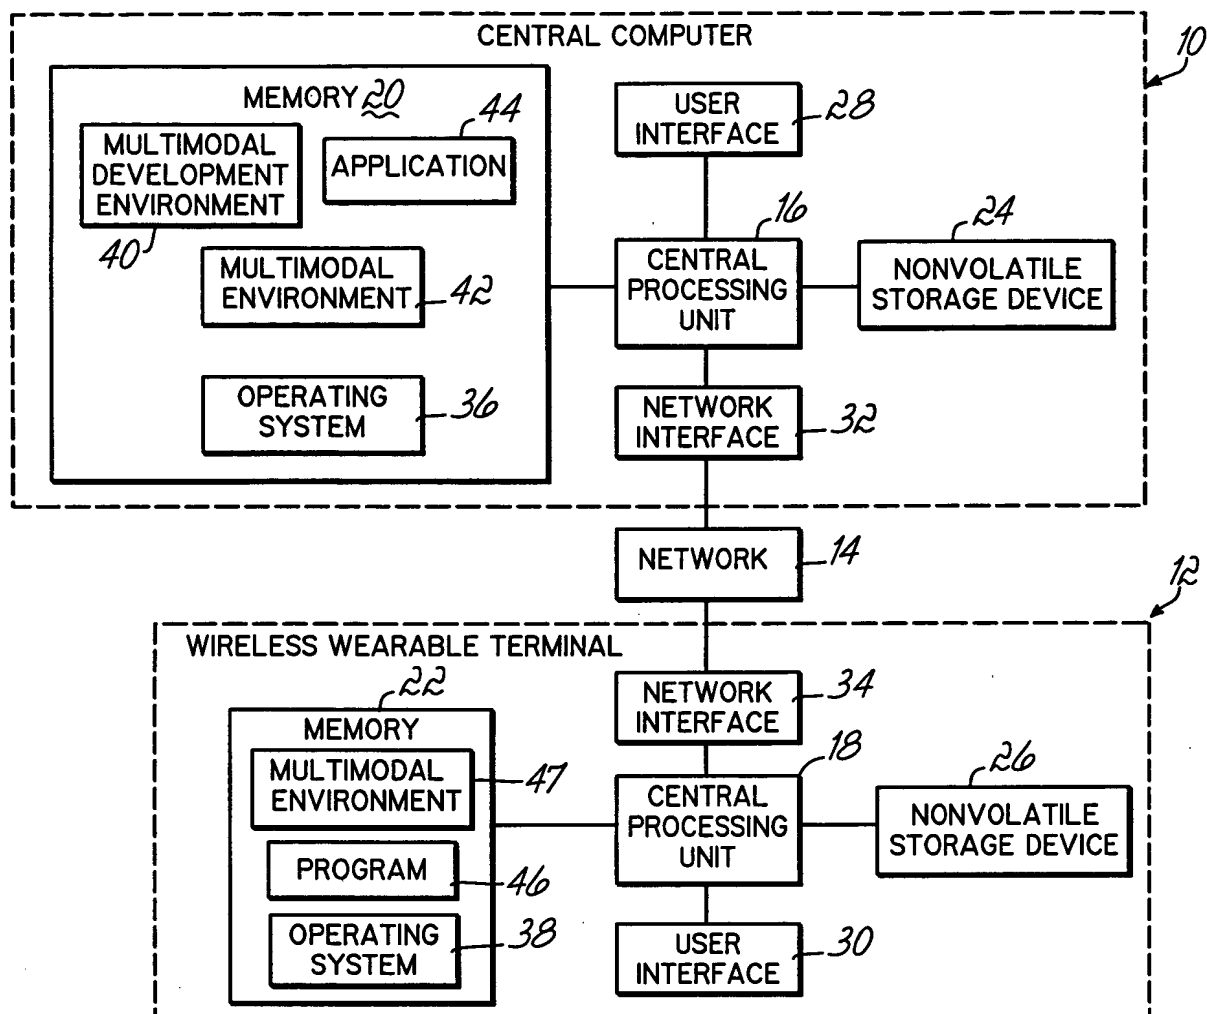 CENTRAL COMPUTER
10
MEMORY 20
44
MULTIMODAL
DEVELOPMENT
ENVIRONMENT
40
APPLICATION
MULTIMODAL
ENVIRONMENT
42
OPERATING
SYSTEM
36
USER
INTERFACE
28
16
CENTRAL
PROCESSING
UNIT
24
NONVOLATILE
STORAGE DEVICE
NETWORK
INTERFACE
32
NETWORK
14
12
WIRELESS WEARABLE TERMINAL
22
MEMORY
MULTIMODAL
ENVIRONMENT
47
PROGRAM
46
OPERATING
SYSTEM
38
NETWORK
INTERFACE
34
18
CENTRAL
PROCESSING
UNIT
26
NONVOLATILE
STORAGE DEVICE
USER
INTERFACE
30